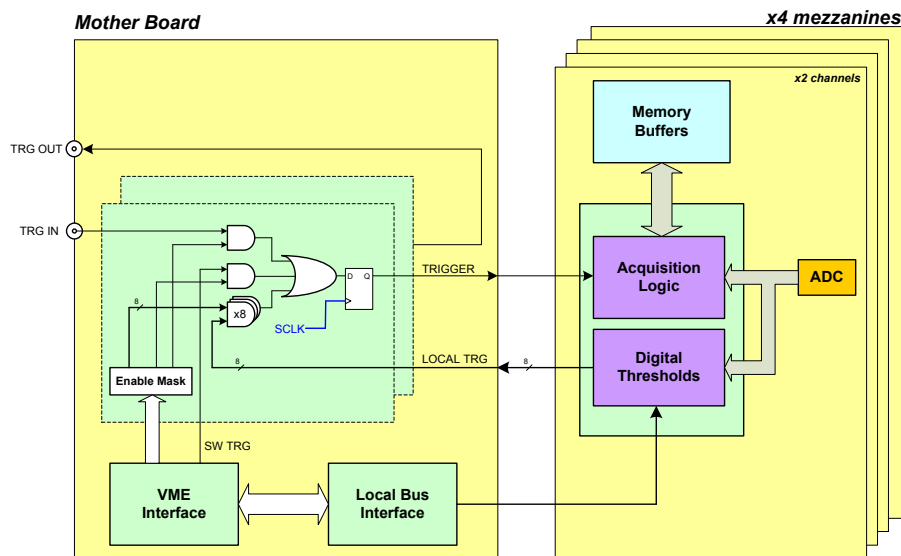 Mother Board
x4 mezzanines
x2 channels
Memory
Buffers
TRG OUT
TRG IN
D Q
TRIGGER
Acquisition
Logic
ADC
8
x8
SCLK
8
LOCAL TRG
8
Digital
Thresholds
Enable Mask
SW TRG
VME
Interface
Local Bus
Interface